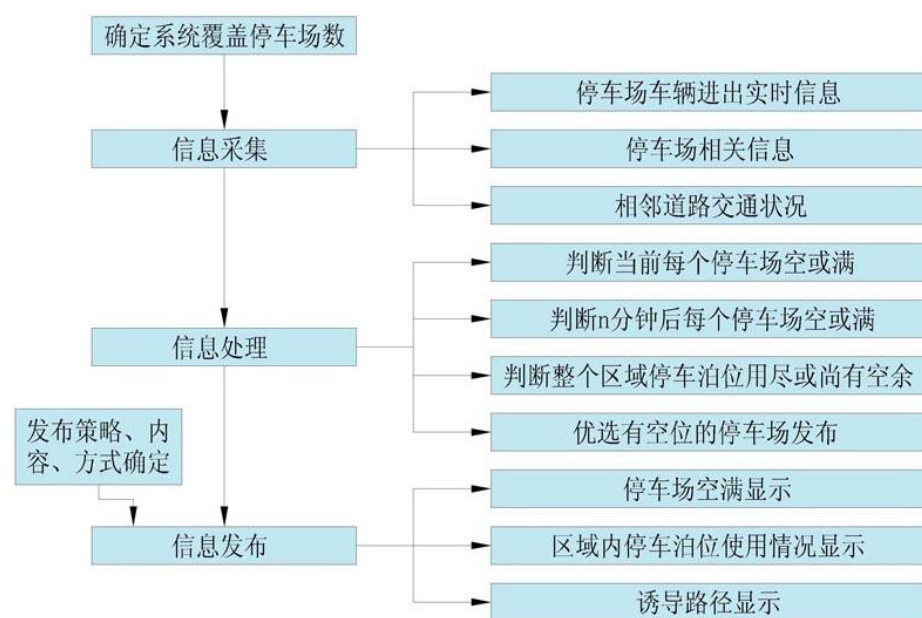 确定系统覆盖停车场数
信息采集
停车场车辆进出实时信息
停车场相关信息
相邻道路交通状况
信息处理
判断当前每个停车场空或满
判断n分钟后每个停车场空或满
判断整个区域停车泊位用尽或尚有空余
优选有空位的停车场发布
发布策略、内
容、方式确定
信息发布
停车场空满显示
区域内停车泊位使用情况显示
诱导路径显示